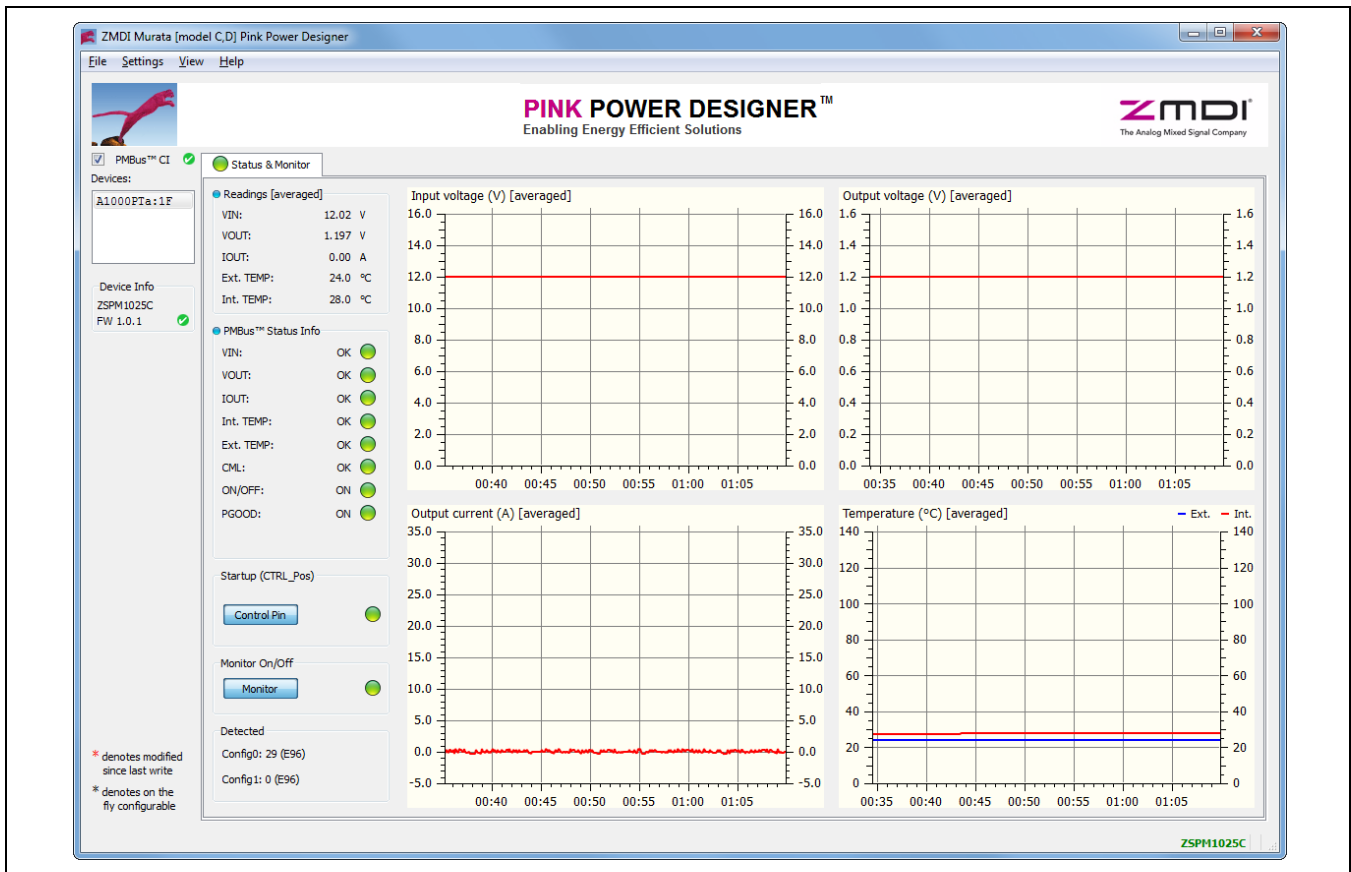 ZMDI Murata [model C,D] Pink Power Designer
File Settings View Help
PINK POWER DESIGNER™
Enabling Energy Efficient Solutions
ZMDI®
The Analog Mixed Signal Company
PMBus™ CI
Devices:
A1000PTa:1F
Device Info
ZSPM1025C
FW 1.0.1
* denotes modified
since last write
* denotes on the
fly configurable
Status & Monitor
Readings [averaged]
VIN: 12.02 V
VOUT: 1.197 V
IOUT: 0.00 A
Ext. TEMP: 24.0 °C
Int. TEMP: 28.0 °C
PMBus™ Status Info
VIN: OK
VOUT: OK
IOUT: OK
Int. TEMP: OK
Ext. TEMP: OK
CML: OK
ON/OFF: ON
PGOOD: ON
Startup (CTRL_Pos)
Control Pin
Monitor On/Off
Monitor
Detected
Config0: 29 (E96)
Config1: 0 (E96)
Input voltage (V) [averaged]
16.0 16.0
14.0 14.0
12.0 12.0
10.0 10.0
8.0 8.0
6.0 6.0
4.0 4.0
2.0 2.0
0.0 0.0
00:40 00:45 00:50 00:55 01:00 01:05
Output voltage (V) [averaged]
1.6 1.6
1.4 1.4
1.2 1.2
1.0 1.0
0.8 0.8
0.6 0.6
0.4 0.4
0.2 0.2
0.0 0.0
00:35 00:40 00:45 00:50 00:55 01:00 01:05
Output current (A) [averaged]
35.0 35.0
30.0 30.0
25.0 25.0
20.0 20.0
15.0 15.0
10.0 10.0
5.0 5.0
0.0 0.0
-5.0 -5.0
00:40 00:45 00:50 00:55 01:00 01:05
Temperature (°C) [averaged] Ext. Int.
140 140
120 120
100 100
80 80
60 60
40 40
20 20
0 0
00:35 00:40 00:45 00:50 00:55 01:00 01:05
ZSPM1025C